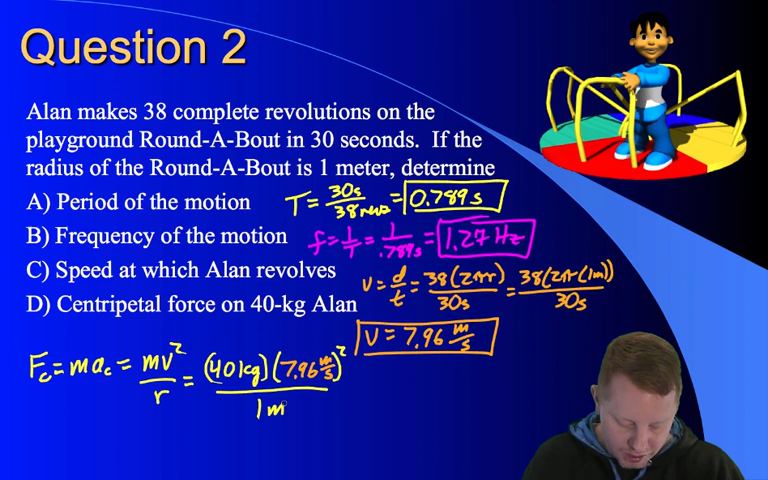 Question 2
Alan makes 38 complete revolutions on the
playground Round-A-Bout in 30 seconds.  If the
radius of the Round-A-Bout is 1 meter, determine
A) Period of the motion
T = 30s/38revs = 0.789 s
B) Frequency of the motion
f = 1/T = 1/.789s = 1.27 Hz
C) Speed at which Alan revolves
v = d/t = 38(2πr)/30s = 38(2π(1m))/30s
D) Centripetal force on 40-kg Alan
v = 7.96 m/s
Fc = mac = mv²/r = (40kg)(7.96 m/s)²/1m